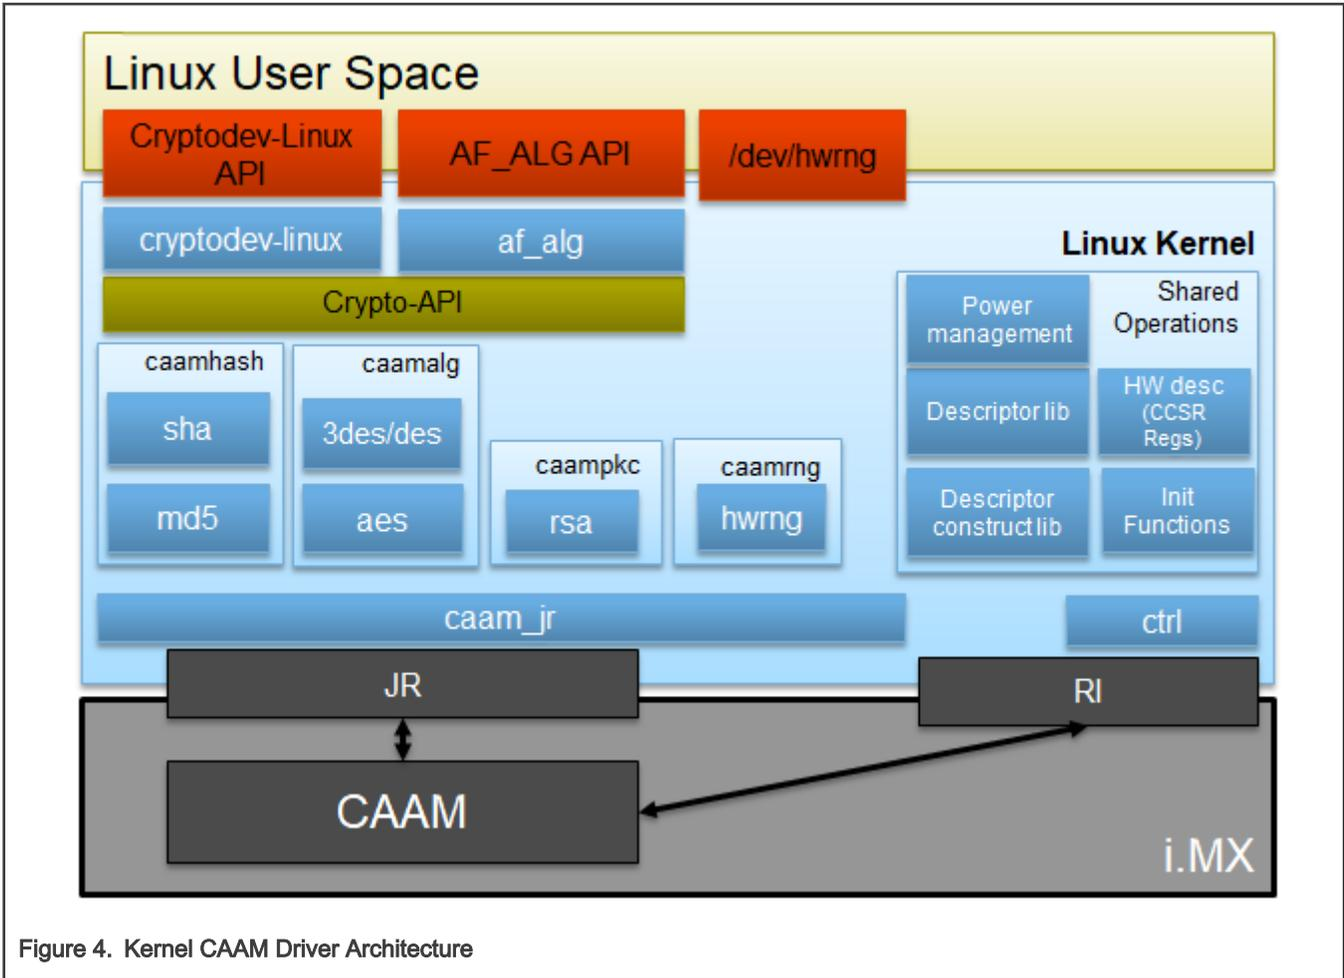 Linux User Space
Cryptodev-Linux
API
AF_ALG API
/dev/hwrng
cryptodev-linux
af_alg
Crypto-API
Linux Kernel
caamhash
sha
md5
caamalg
3des/des
aes
caampkc
rsa
caamrng
hwrng
Shared
Operations
Power
management
Descriptor lib
HW desc
(CCSR
Regs)
Descriptor
construct lib
Init
Functions
caam_jr
ctrl
JR
RI
CAAM
i.MX
Figure 4. Kernel CAAM Driver Architecture